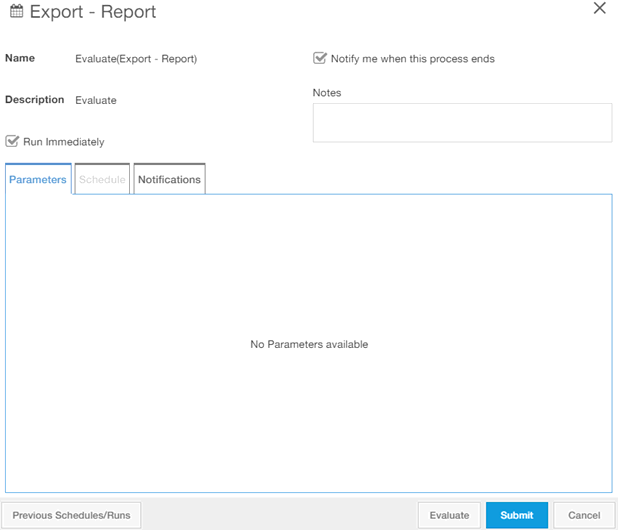 Export - Report
Name Evaluate(Export - Report)
Notify me when this process ends
Description Evaluate
Notes
Run Immediately
Parameters Schedule Notifications
No Parameters available
Previous Schedules/Runs Evaluate Submit Cancel